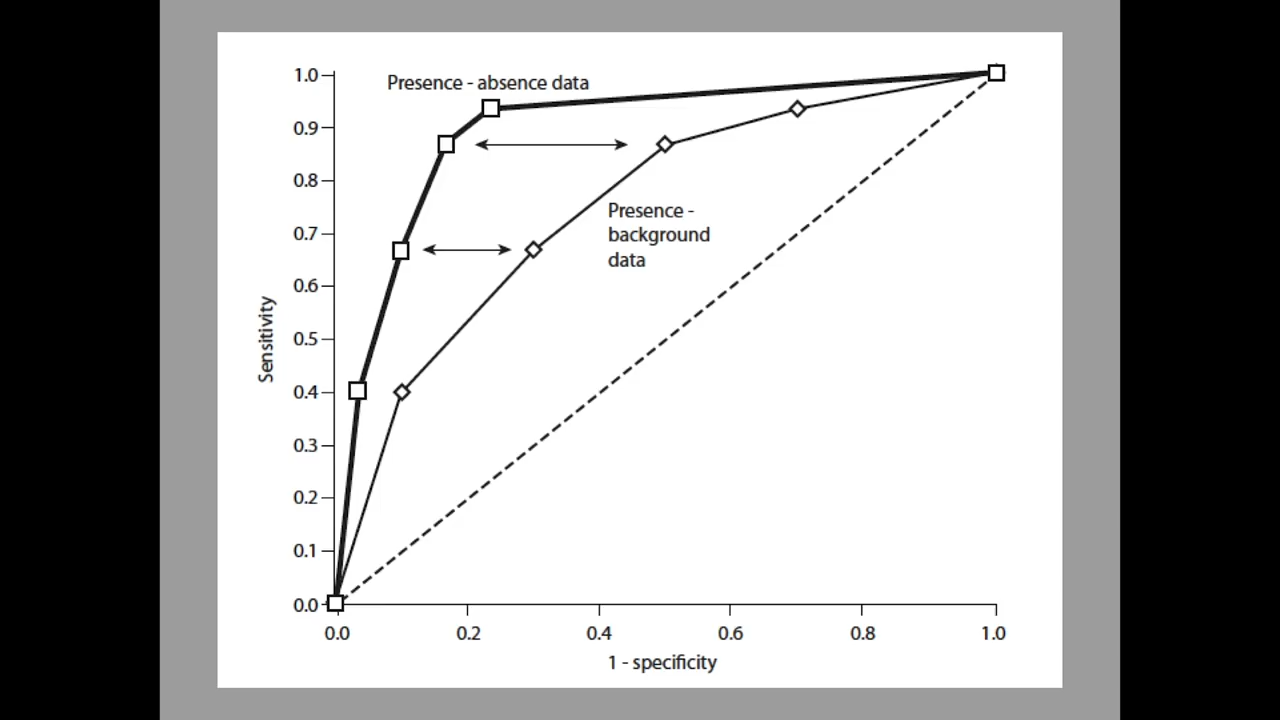 Presence - absence data
1.0
0.9
0.8
0.7
0.6
0.5
0.4
0.3
0.2
0.1
0.0
Sensitivity
Presence -
background
data
0.0
0.2
0.4
0.6
0.8
1.0
1 - specificity